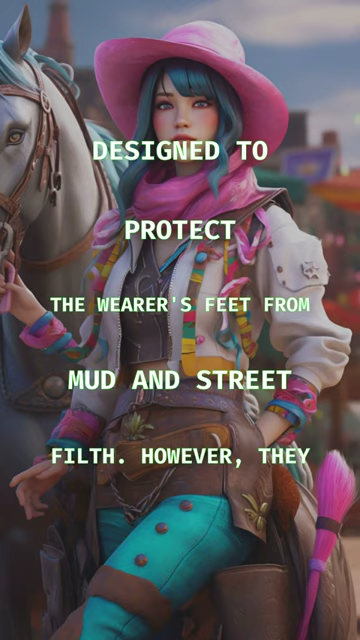 DESIGNED TO
PROTECT
THE WEARER'S FEET FROM
MUD AND STREET
FILTH. HOWEVER, THEY